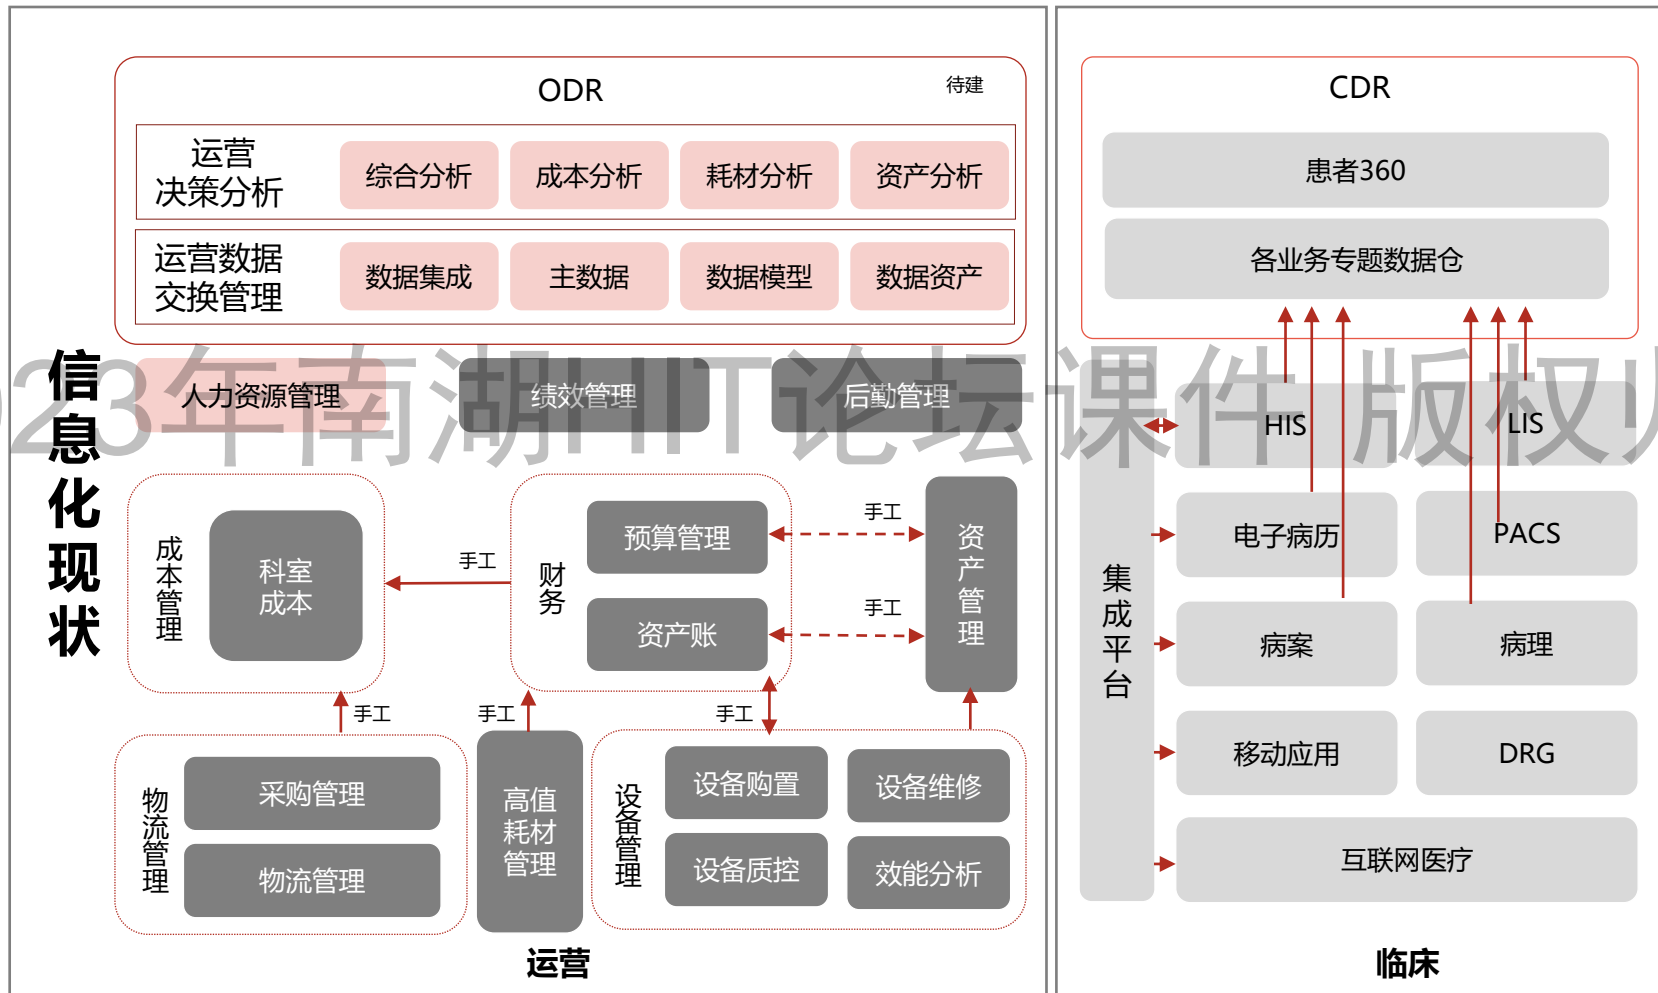 信息化现状
ODR
待建
运营
决策分析
综合分析
成本分析
耗材分析
资产分析
运营数据
交换管理
数据集成
主数据
数据模型
数据资产
人力资源管理
绩效管理
后勤管理
成本管理
科室
成本
手工
财务
预算管理
资产账
手工
手工
资产管理
手工
手工
手工
物流管理
采购管理
物流管理
高值
耗材
管理
设备管理
设备购置
设备维修
设备质控
效能分析
运营
CDR
患者360
各业务专题数据仓
集成平台
HIS
LIS
电子病历
PACS
病案
病理
移动应用
DRG
互联网医疗
临床
023年南湖HIT论坛课件 版权归